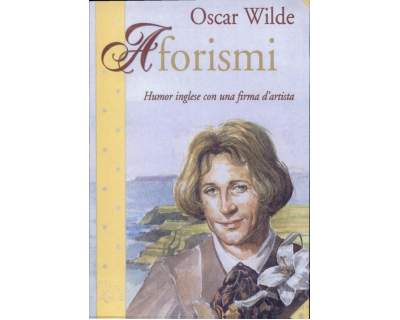 Oscar Wilde
Aforismi
Humor inglese con una firma d'artista